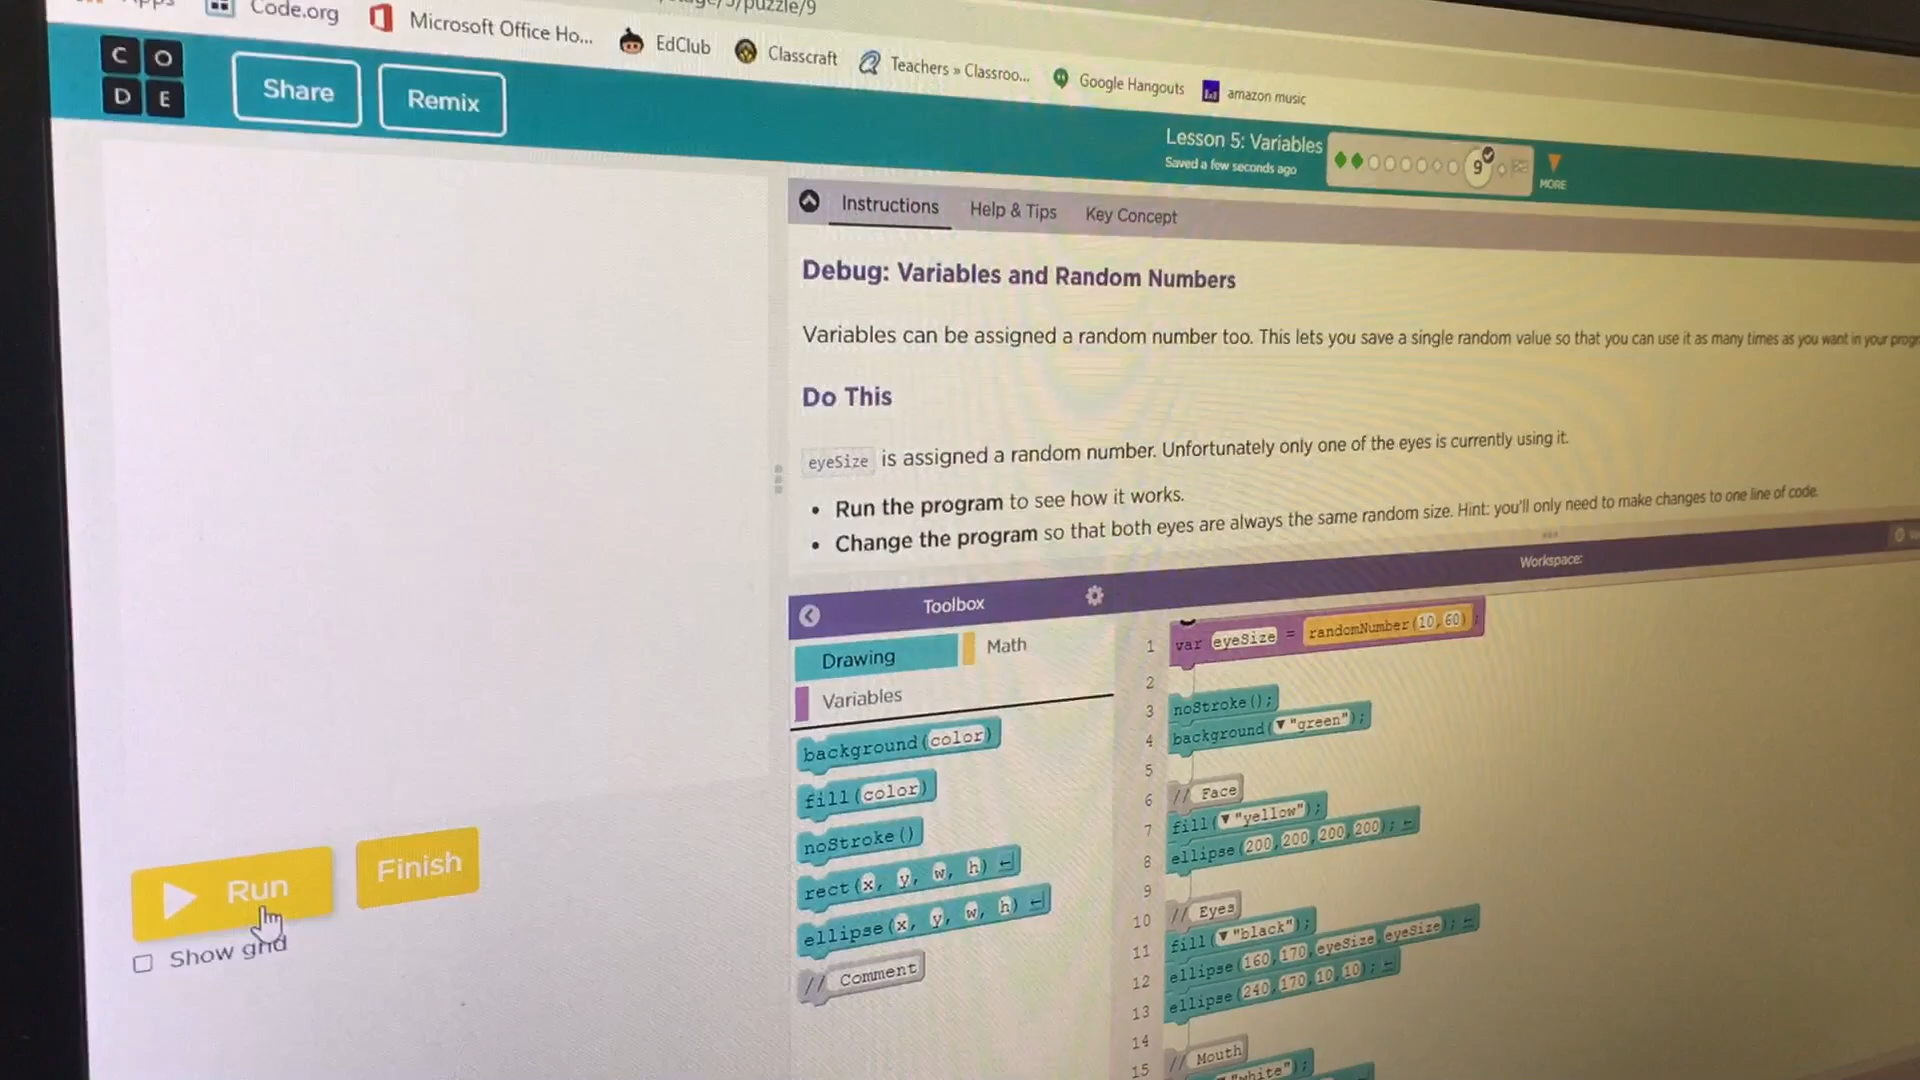 /puzzle/9
Code.org
Microsoft Office Ho...
EdClub
Classcraft
Teachers » Classroo...
Google Hangouts
amazon music
C O
D E
Share
Remix
Lesson 5: Variables
Saved a few seconds ago
9
MORE
Instructions
Help & Tips
Key Concept
Debug: Variables and Random Numbers
Variables can be assigned a random number too. This lets you save a single random value so that you can use it as many times as you want in your
Do This
eyeSize is assigned a random number. Unfortunately only one of the eyes is currently using it.
• Run the program to see how it works.
• Change the program so that both eyes are always the same random size. Hint: you'll only need to make changes to one line of code.
Toolbox
Workspace:
Drawing
Math
Variables
background(color)
fill(color)
noStroke()
rect(x, y, w, h)
ellipse(x, y, w, h)
// Comment
1 var eyeSize = randomNumber(10,60);
2
3 noStroke();
4 background(▼"green");
5
6 // Face
7 fill(▼"yellow");
8 ellipse(200,200,200,200);
9
10 // Eyes
11 fill(▼"black");
12 ellipse(160,170,eyeSize,eyeSize);
13 ellipse(240,170,10,10);
14
15 // Mouth
"white");
Run
Finish
Show grid